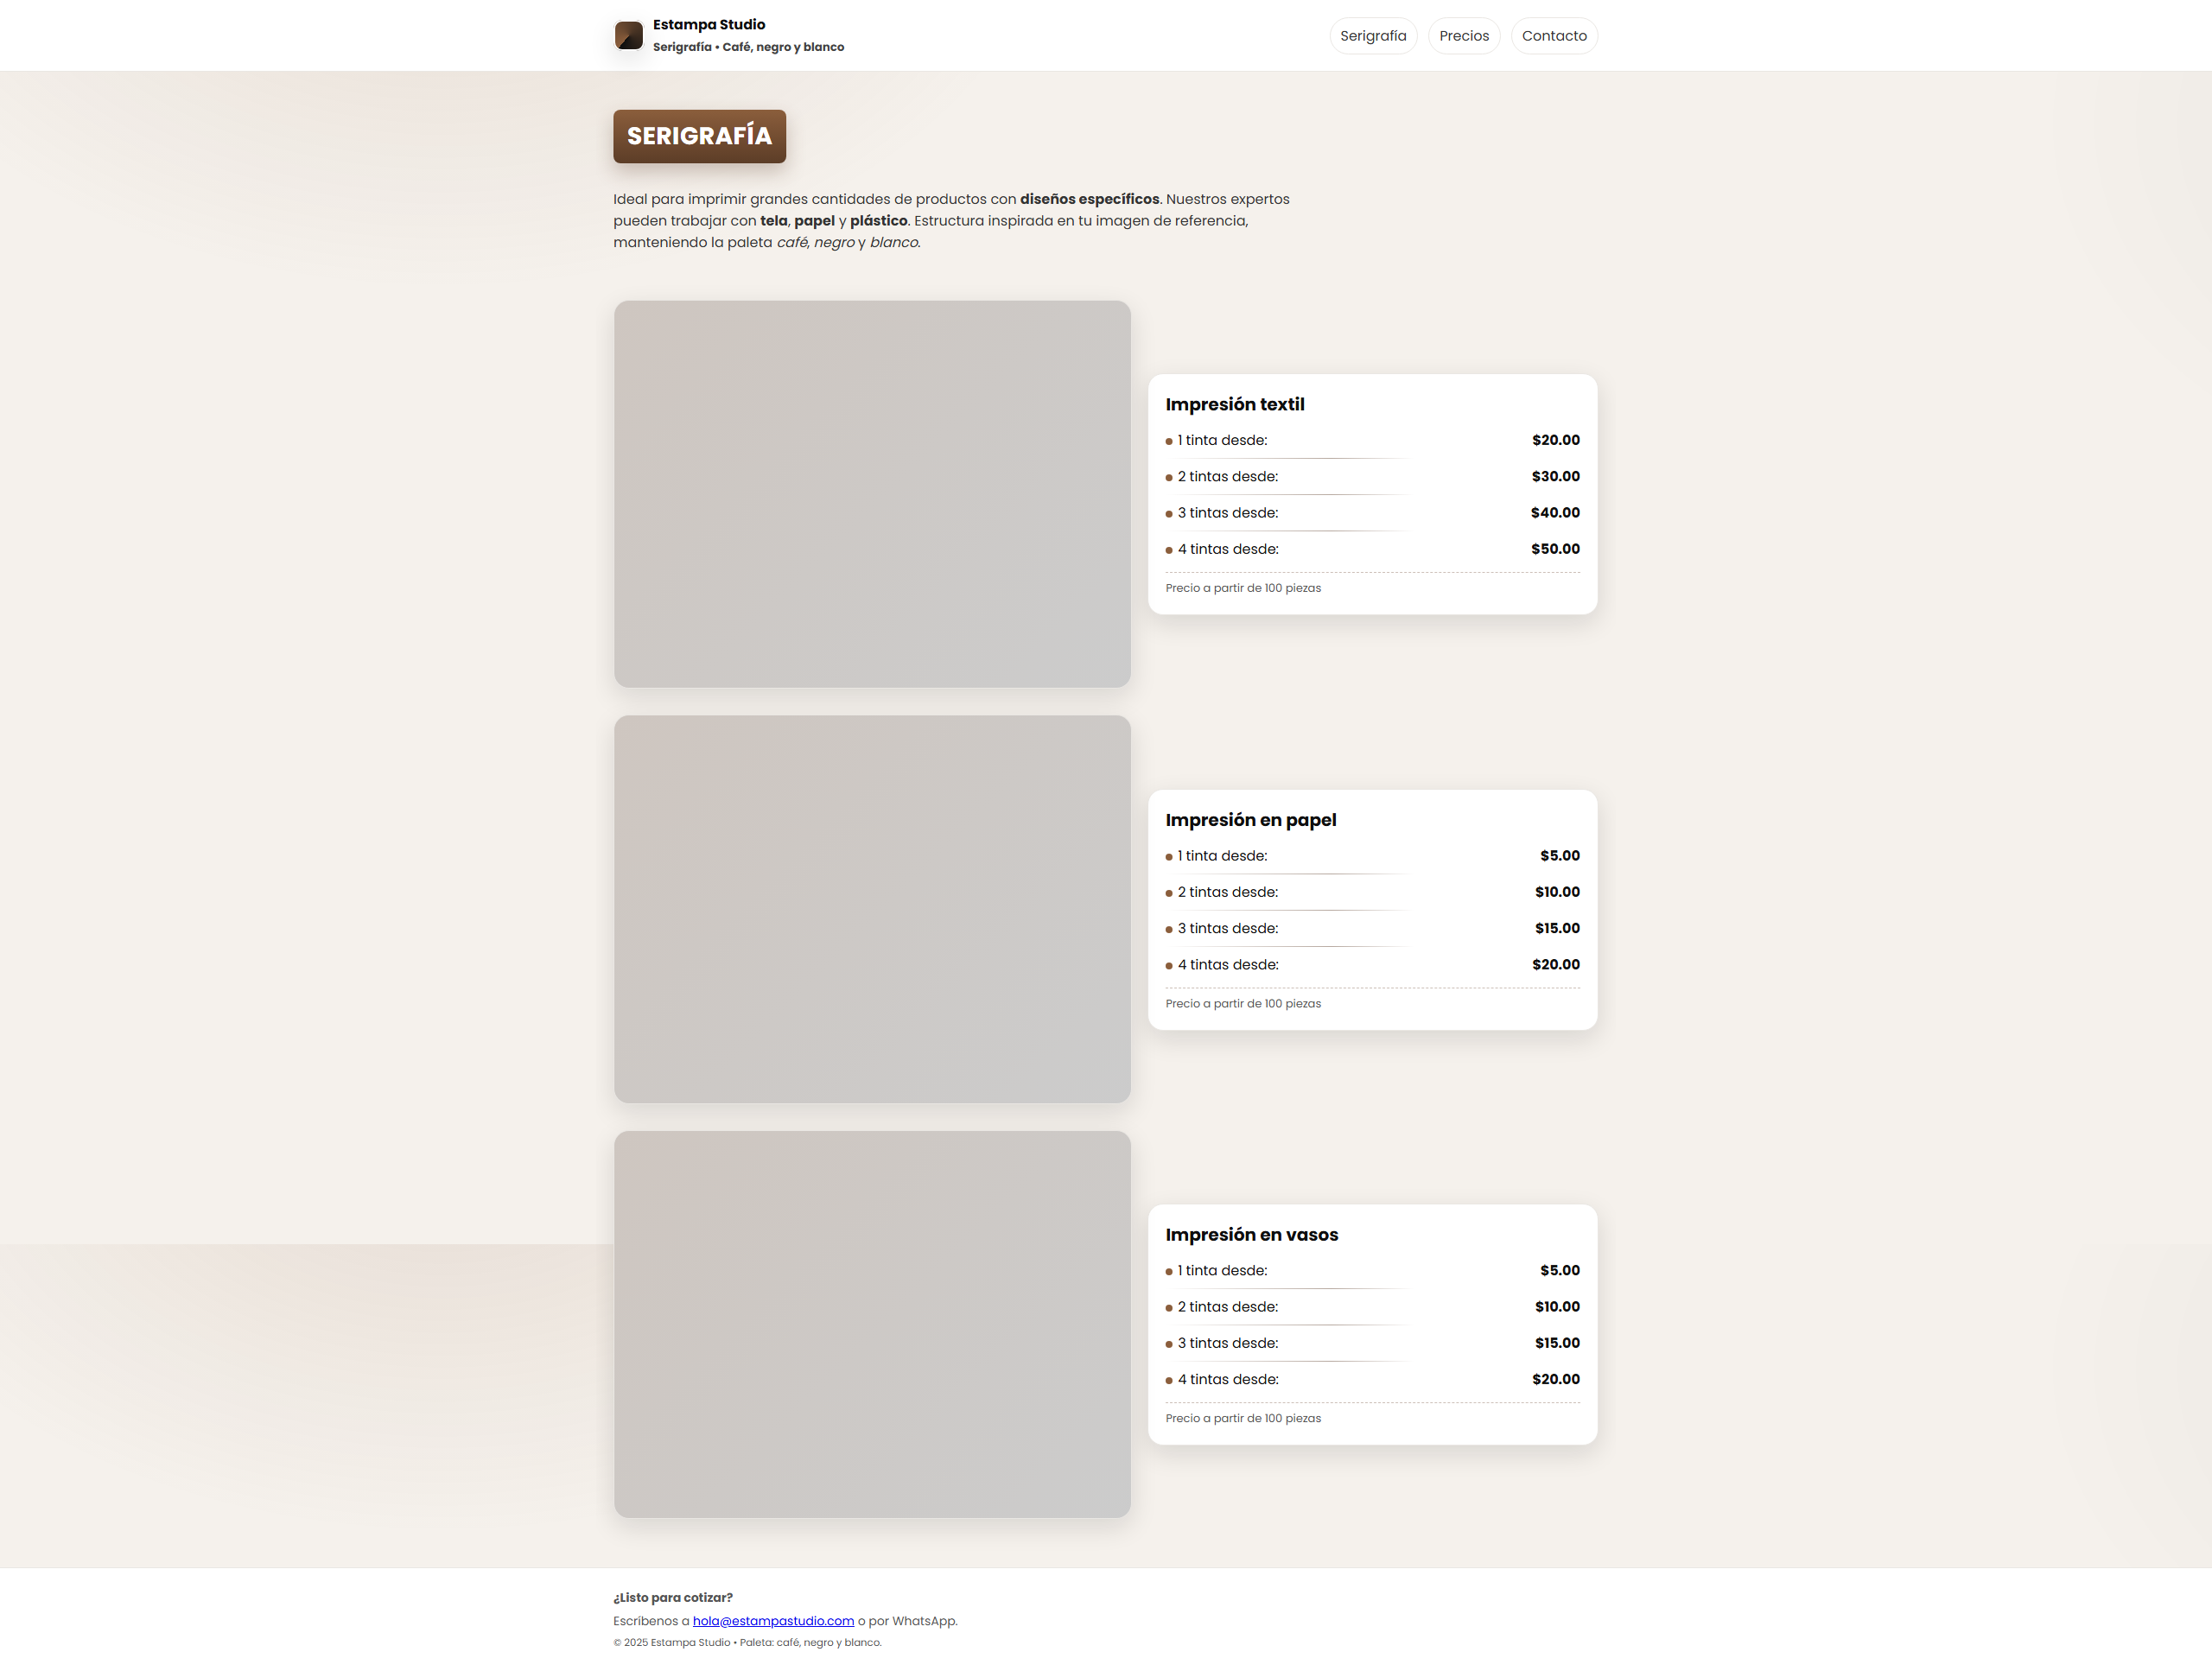 Estampa Studio
Serigrafía • Café, negro y blanco
Serigrafía
Precios
Contacto
SERIGRAFÍA
Ideal para imprimir grandes cantidades de productos con diseños específicos. Nuestros expertos
pueden trabajar con tela, papel y plástico. Estructura inspirada en tu imagen de referencia,
manteniendo la paleta café, negro y blanco.
Impresión textil
1 tinta desde: $20.00
2 tintas desde: $30.00
3 tintas desde: $40.00
4 tintas desde: $50.00
Precio a partir de 100 piezas
Impresión en papel
1 tinta desde: $5.00
2 tintas desde: $10.00
3 tintas desde: $15.00
4 tintas desde: $20.00
Precio a partir de 100 piezas
Impresión en vasos
1 tinta desde: $5.00
2 tintas desde: $10.00
3 tintas desde: $15.00
4 tintas desde: $20.00
Precio a partir de 100 piezas
¿Listo para cotizar?
Escríbenos a hola@estampastudio.com o por WhatsApp.
© 2025 Estampa Studio • Paleta: café, negro y blanco.